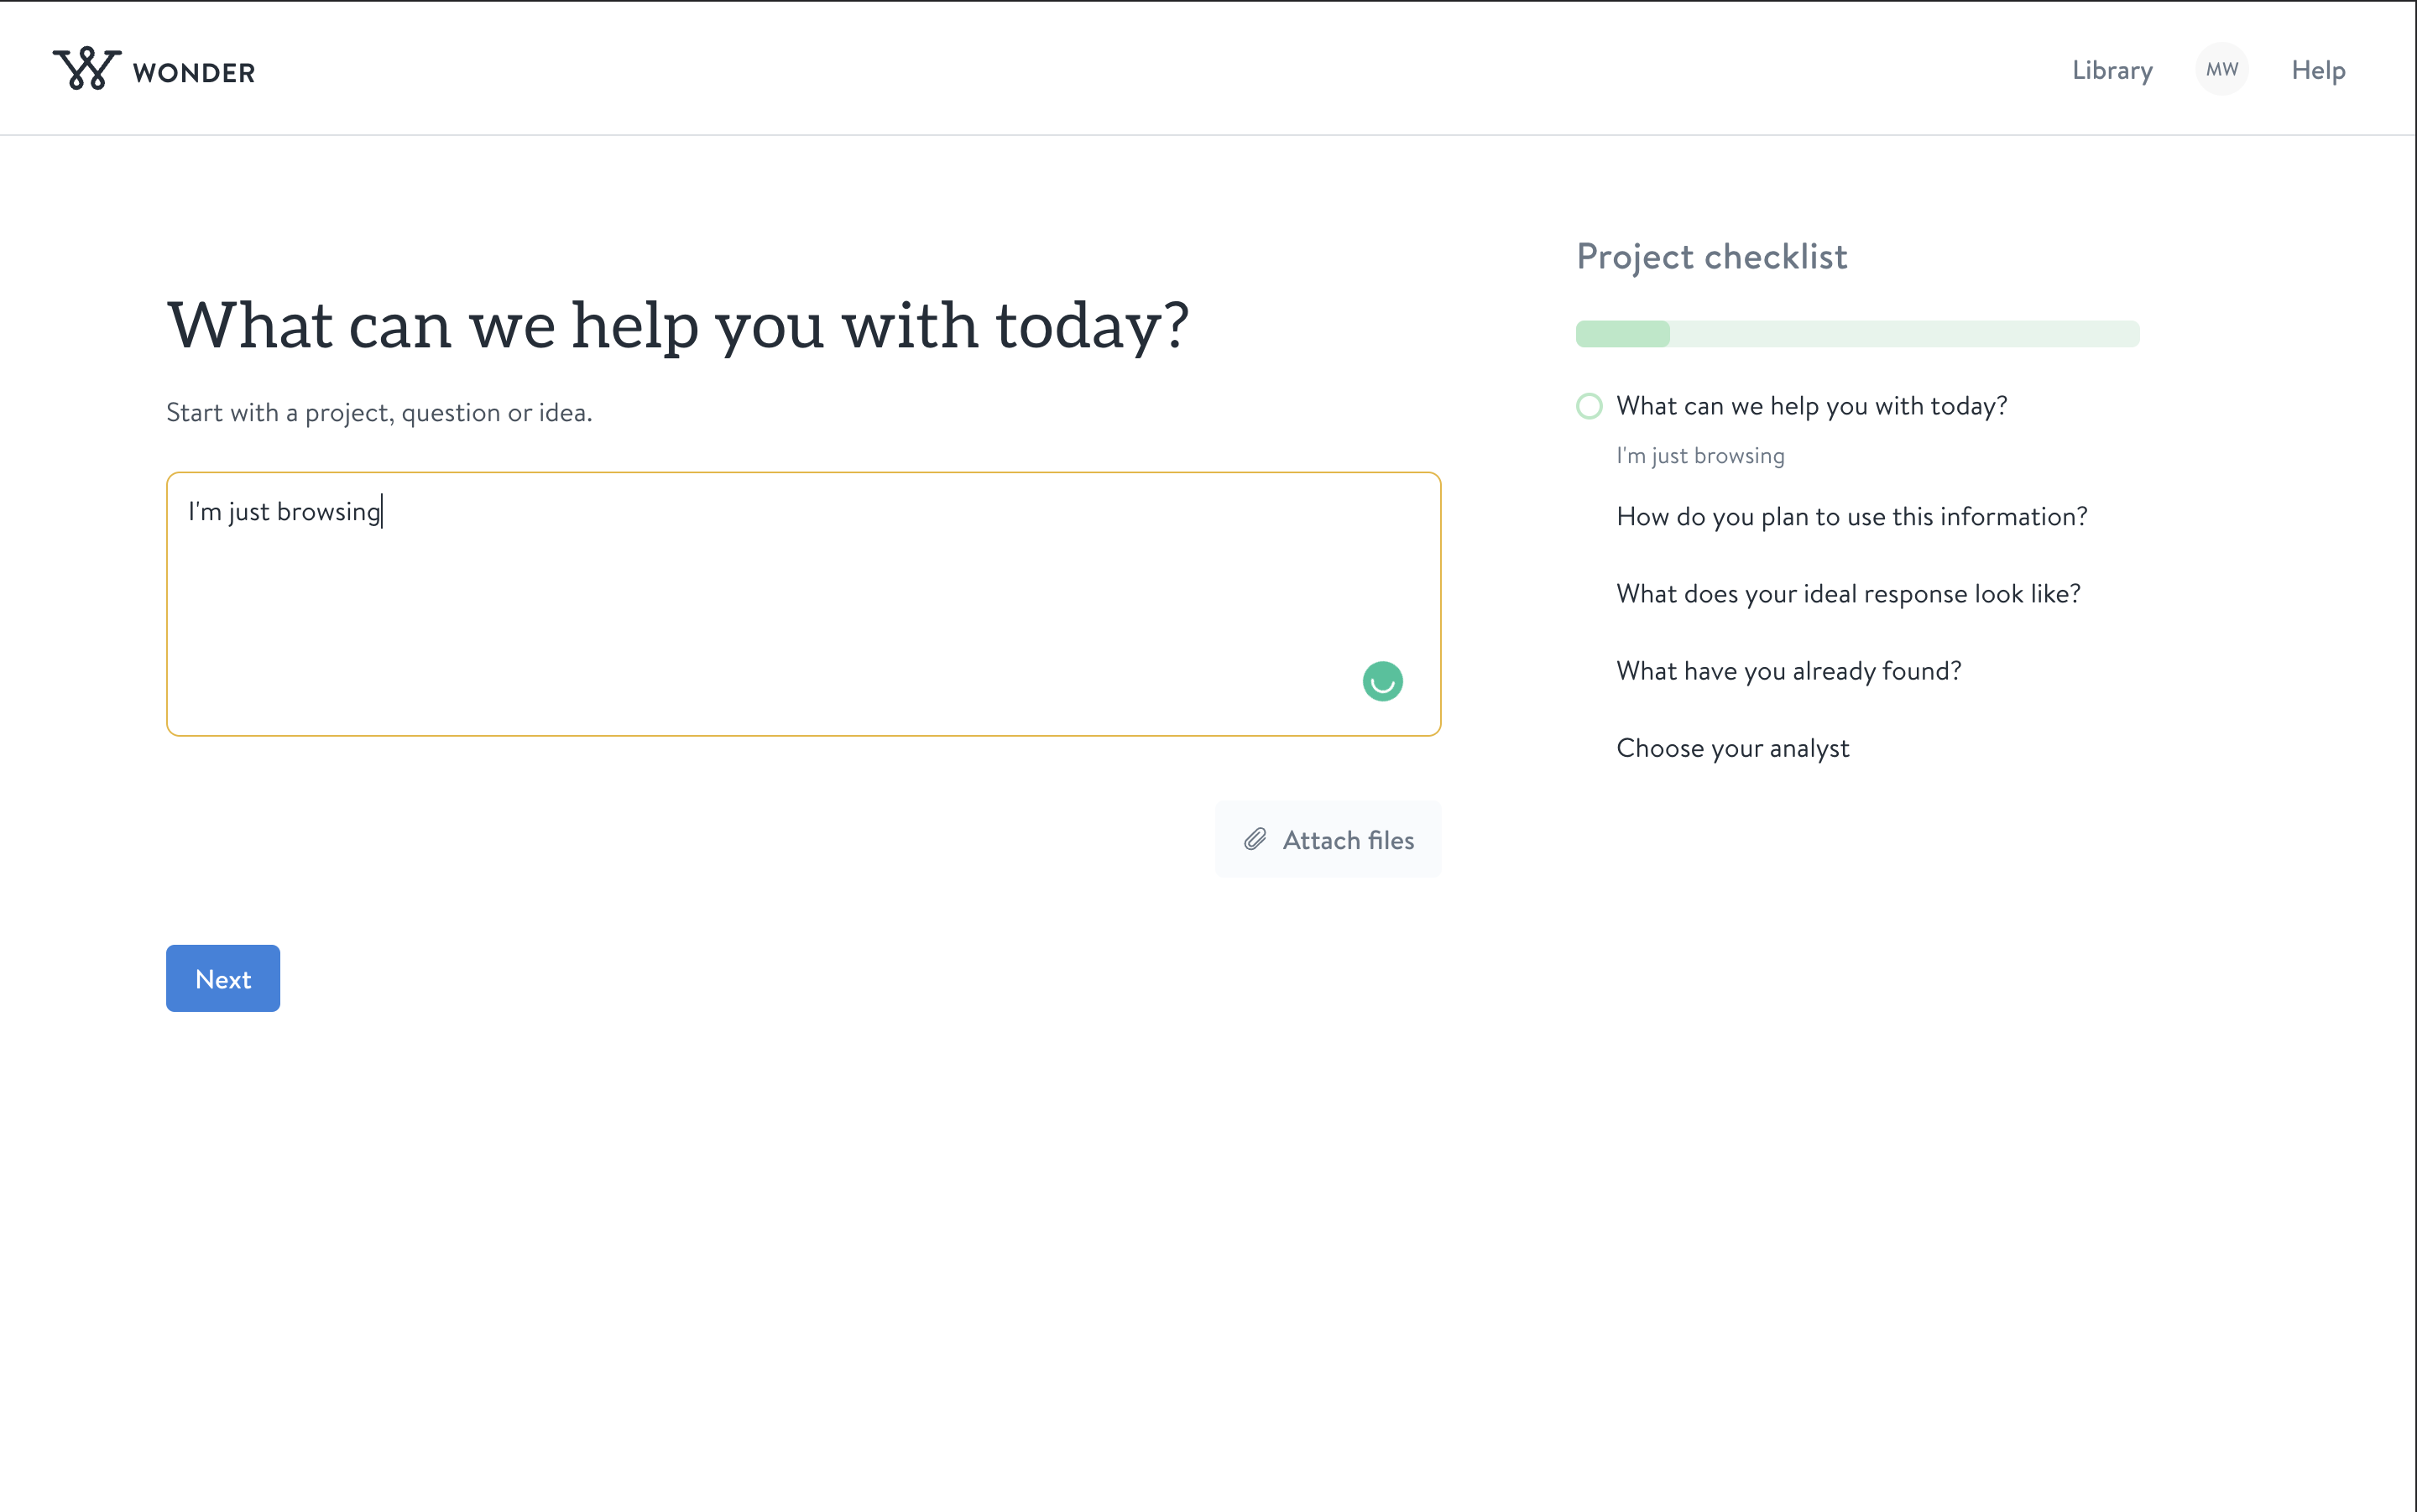 WONDER
Library
MW
Help
What can we help you with today?
Start with a project, question or idea.
I'm just browsing
Attach files
Next
Project checklist
What can we help you with today?
I'm just browsing
How do you plan to use this information?
What does your ideal response look like?
What have you already found?
Choose your analyst